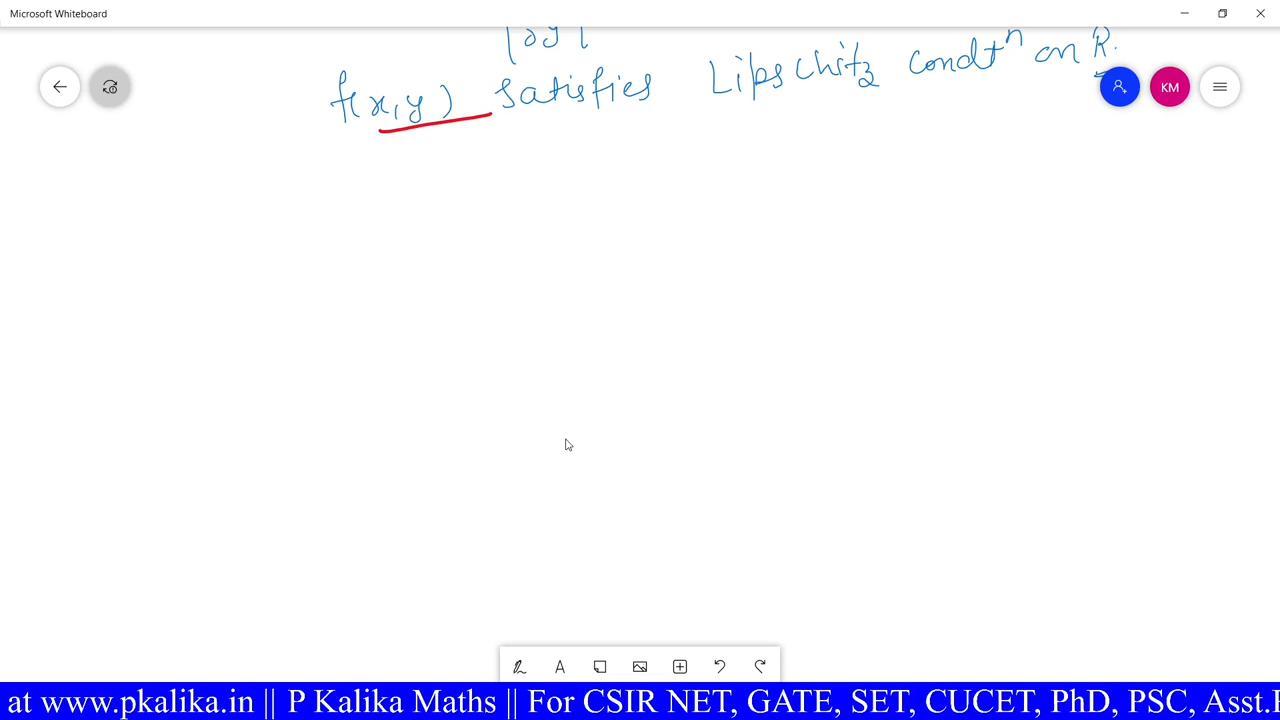 Microsoft Whiteboard
f(x,y) satisfies Lipschitz condtⁿ on R.
KM
at www.pkalika.in || P Kalika Maths || For CSIR NET, GATE, SET, CUCET, PhD, PSC, Asst.